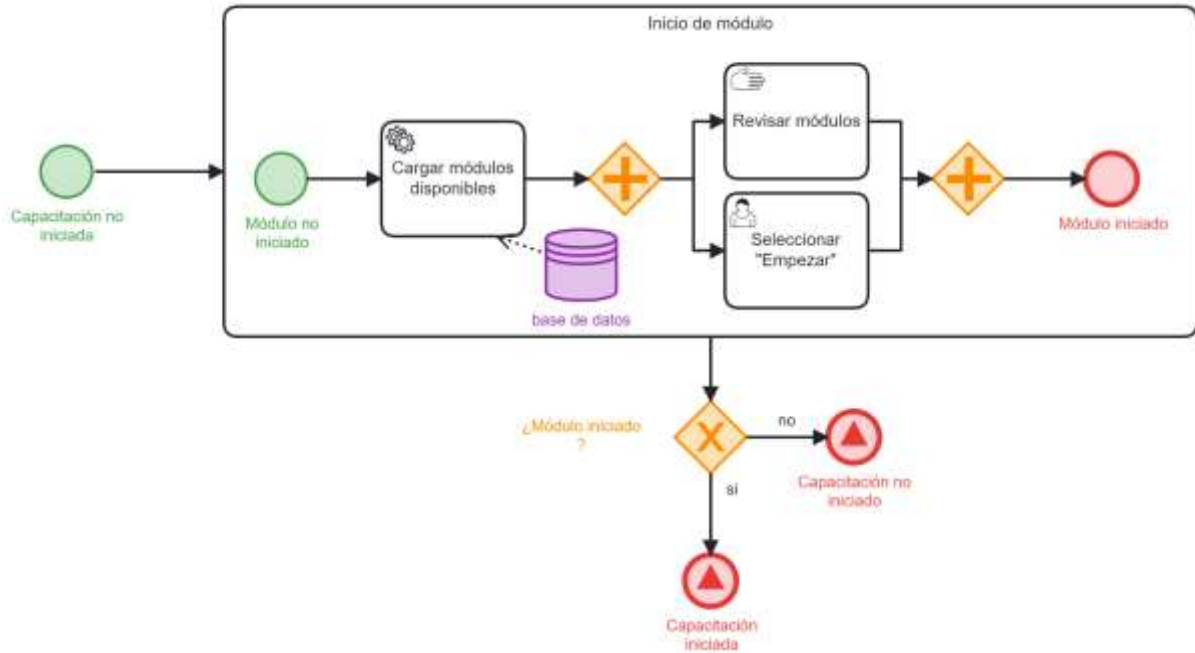 Inicio de módulo
Revisar módulos
Cargar módulos
disponibles
Capacitación no
iniciada
Módulo no
iniciado
Seleccionar
"Empezar"
Módulo iniciado
base de datos
¿Módulo iniciado
?
no
Capacitación no
iniciado
si
Capacitación
iniciada